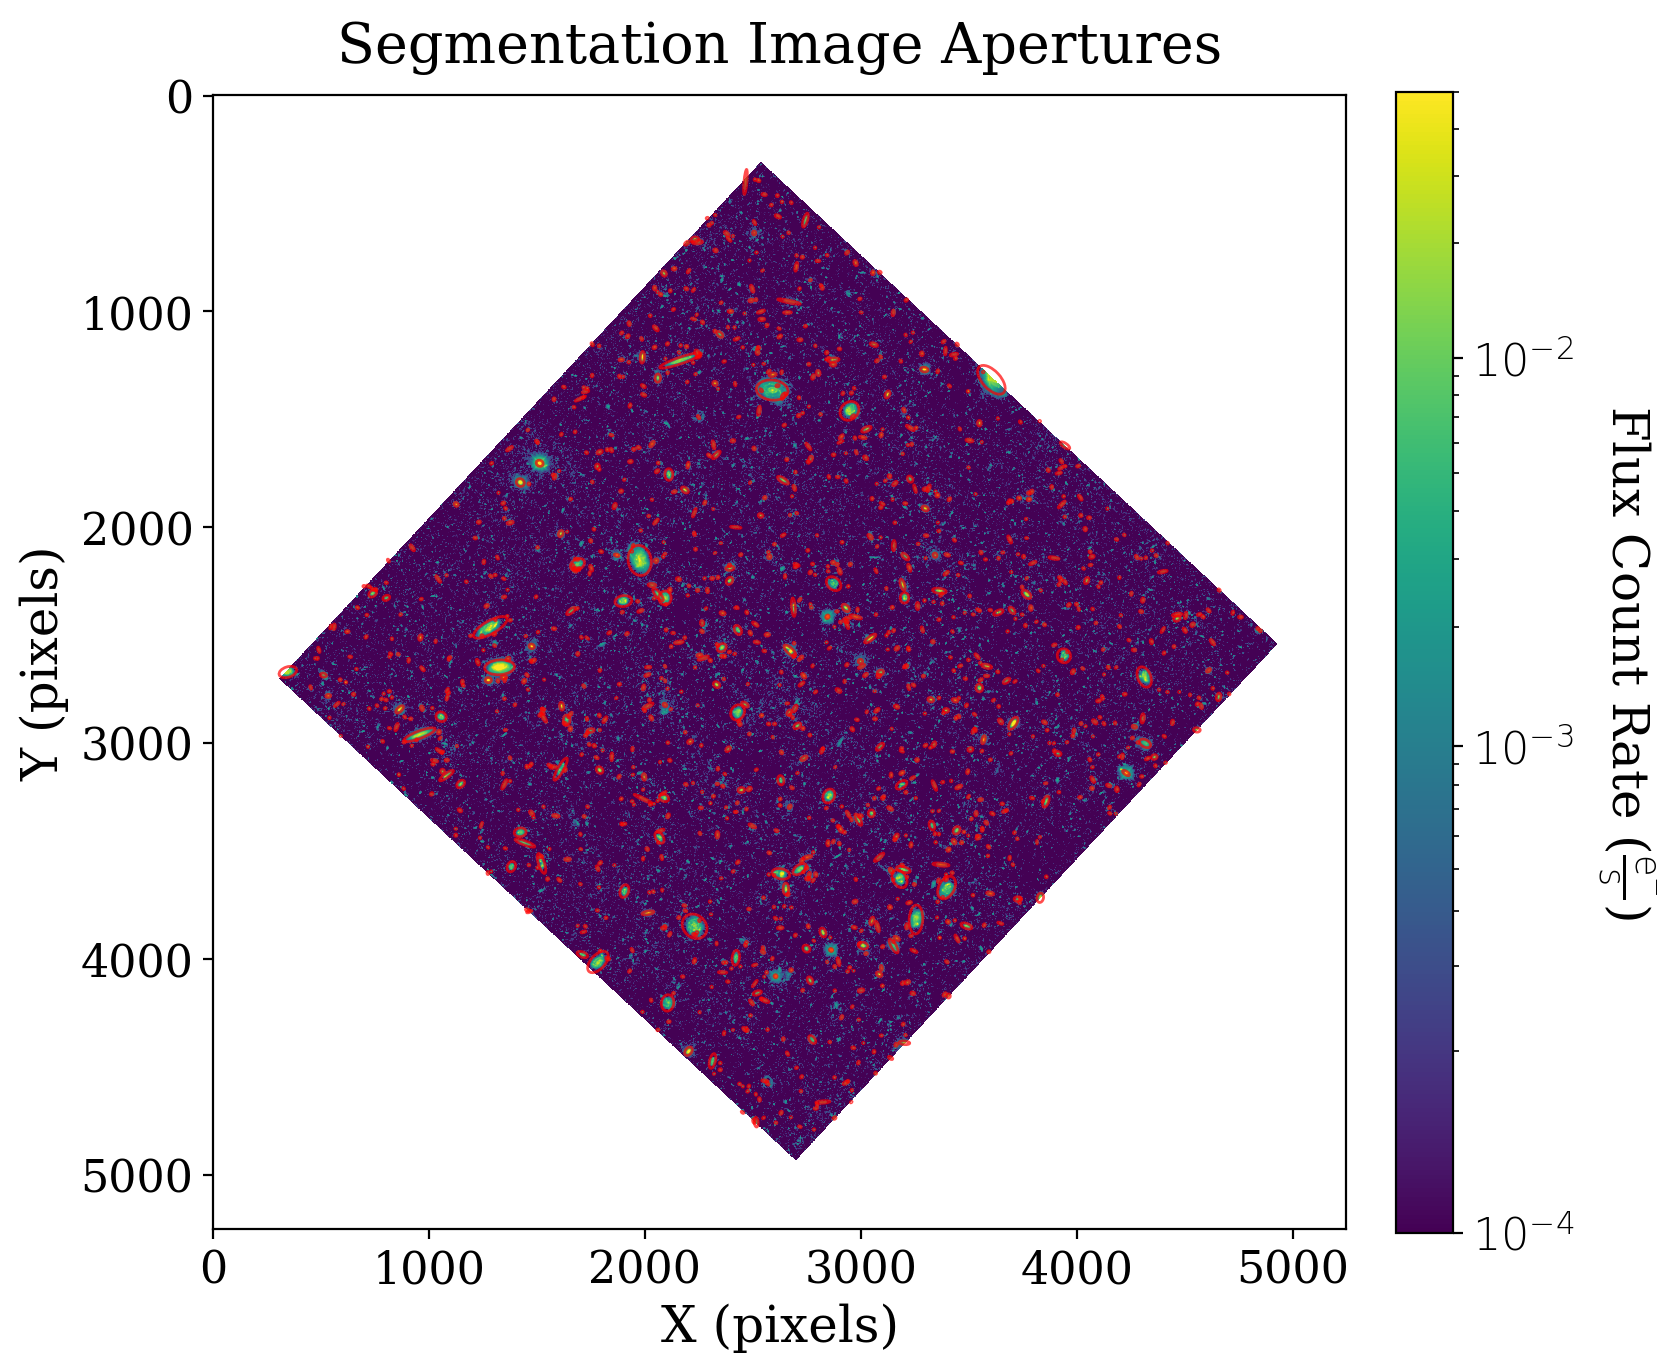 Segmentation Image Apertures
0
1000
2000
3000
4000
5000
Y (pixels)
0 1000 2000 3000 4000 5000
X (pixels)
10⁻²
10⁻³
10⁻⁴
Flux Count Rate (e⁻/s)